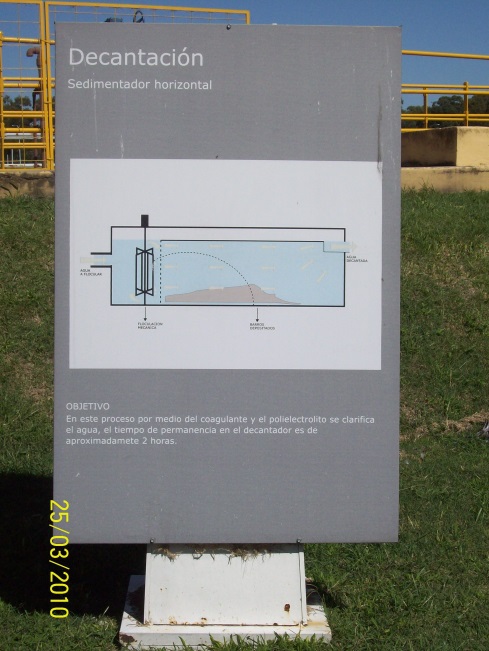 Decantación
Sedimentador horizontal
AGUA
A FLOCULAR
AGUA
DECANTADA
FLOCULACIÓN
MECÁNICA
BARROS
DEPOSITADOS
OBJETIVO
En este proceso por medio del coagulante y el polielectrolito se clarifica
el agua, el tiempo de permanencia en el decantador es de
aproximadamete 2 horas.
25/03/2010